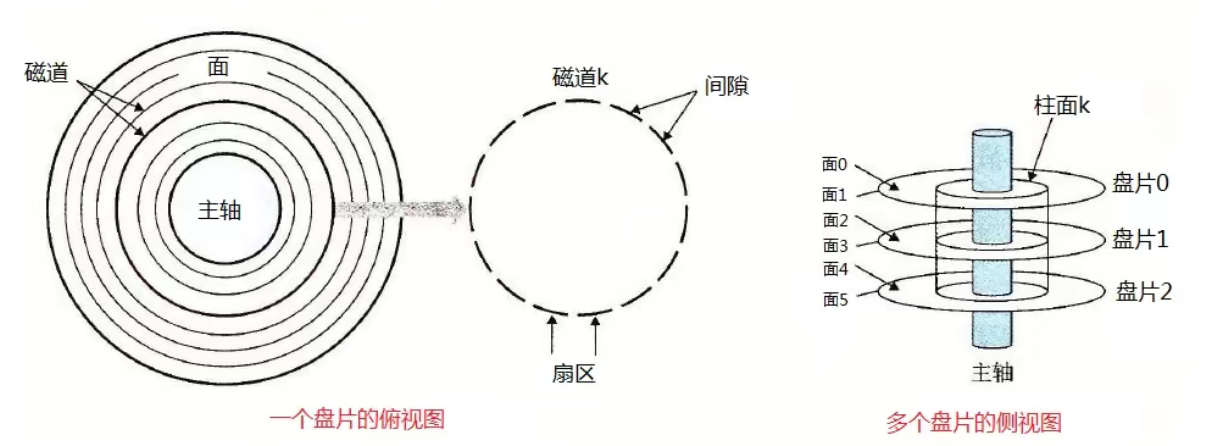 磁道
面
主轴
磁道k
间隙
扇区
一个盘片的俯视图
柱面k
面0
面1
面2
面3
面4
面5
盘片0
盘片1
盘片2
主轴
多个盘片的侧视图